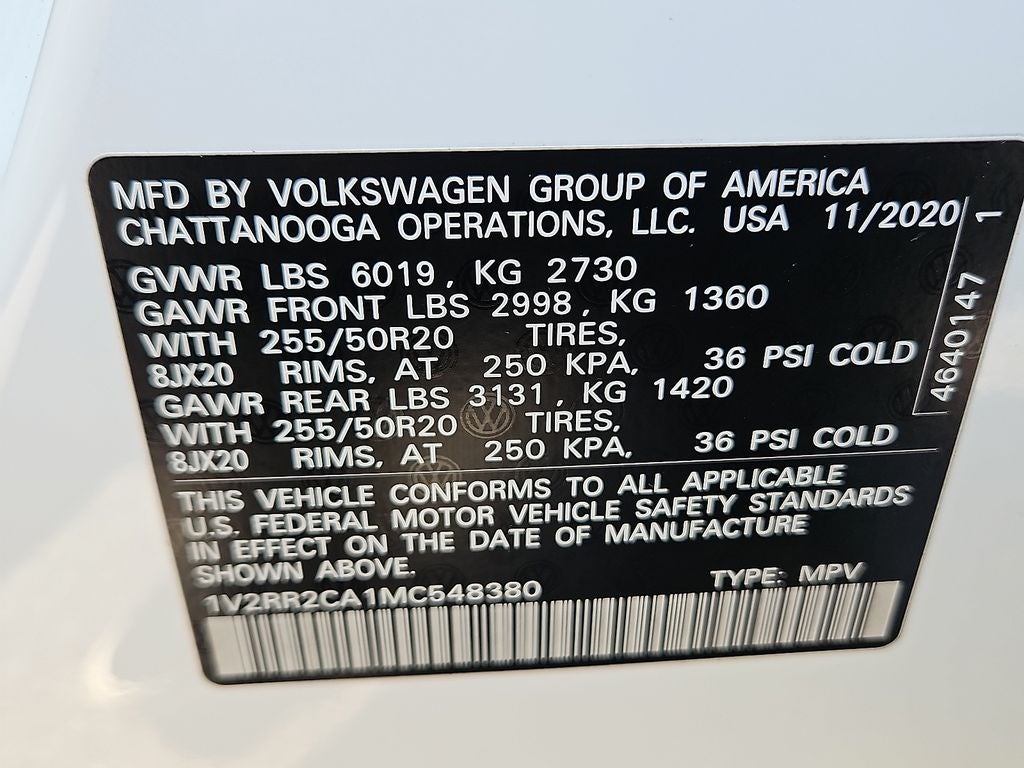 MFD BY VOLKSWAGEN GROUP OF AMERICA
CHATTANOOGA OPERATIONS, LLC. USA 11/2020
GVWR LBS 6019, KG 2730
GAWR FRONT LBS 2998, KG 1360
WITH 255/50R20 TIRES,
8JX20 RIMS, AT 250 KPA, 36 PSI COLD
GAWR REAR LBS 3131, KG 1420
WITH 255/50R20 TIRES,
8JX20 RIMS, AT 250 KPA, 36 PSI COLD
4640147 1
THIS VEHICLE CONFORMS TO ALL APPLICABLE
U.S. FEDERAL MOTOR VEHICLE SAFETY STANDARDS
IN EFFECT ON THE DATE OF MANUFACTURE
SHOWN ABOVE.
TYPE: MPV
1V2RR2CA1MC548380